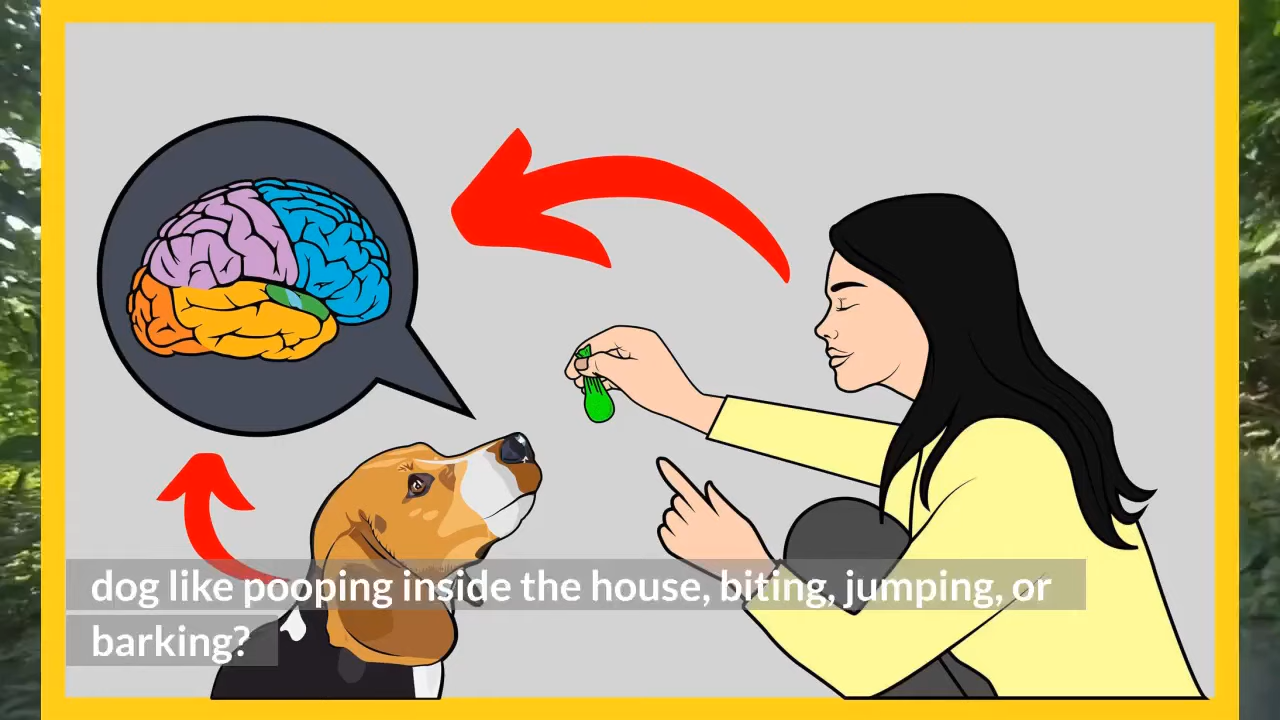 dog like pooping inside the house, biting, jumping, or
barking?